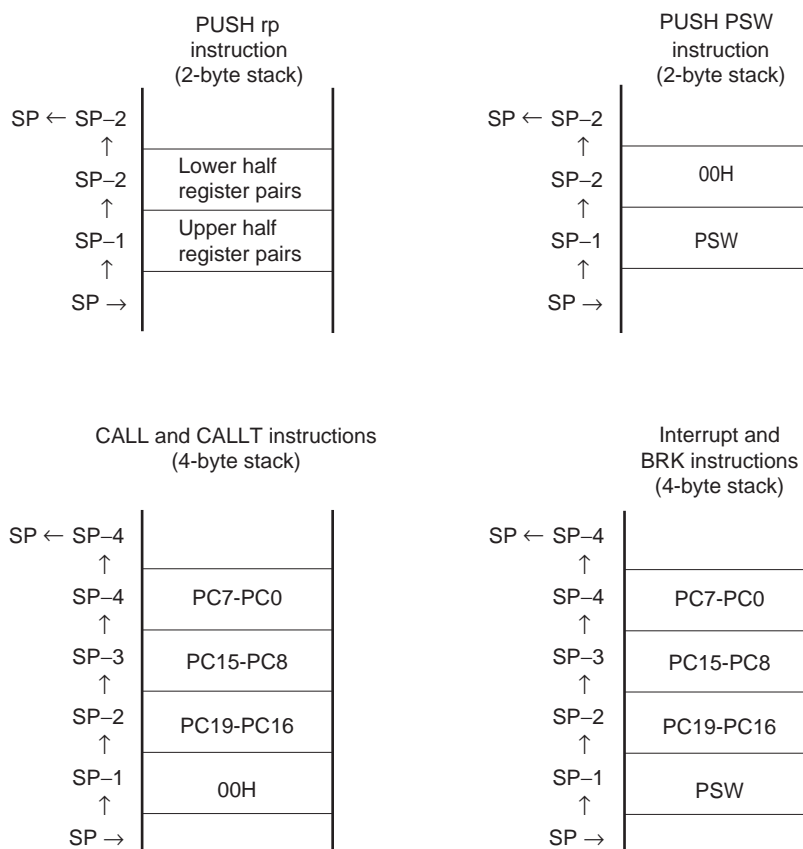 PUSH rp
instruction
(2-byte stack)
SP ← SP–2
↑
SP–2
↑
SP–1
↑
SP →
Lower half
register pairs
Upper half
register pairs
PUSH PSW
instruction
(2-byte stack)
SP ← SP–2
↑
SP–2
↑
SP–1
↑
SP →
00H
PSW
CALL and CALLT instructions
(4-byte stack)
SP ← SP–4
↑
SP–4
↑
SP–3
↑
SP–2
↑
SP–1
↑
SP →
PC7-PC0
PC15-PC8
PC19-PC16
00H
Interrupt and
BRK instructions
(4-byte stack)
SP ← SP–4
↑
SP–4
↑
SP–3
↑
SP–2
↑
SP–1
↑
SP →
PC7-PC0
PC15-PC8
PC19-PC16
PSW